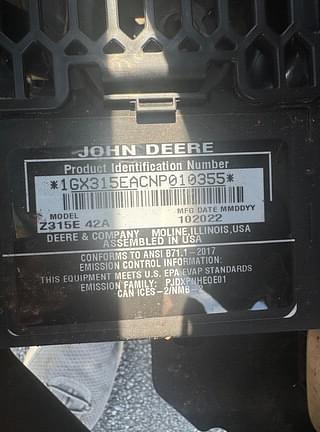 JOHN DEERE
Product Identification Number
*1GX315EACNP010355*
MODEL MFG DATE MMDDYY
Z315E 42A 102022
DEERE & COMPANY MOLINE, ILLINOIS, USA
ASSEMBLED IN USA
CONFORMS TO ANSI B71.1-2017
EMISSION CONTROL INFORMATION:
THIS EQUIPMENT MEETS U.S. EPA EVAP STANDARDS
EMISSION FAMILY: PJDXPNHEQE01
CAN ICES-2/NMB-2